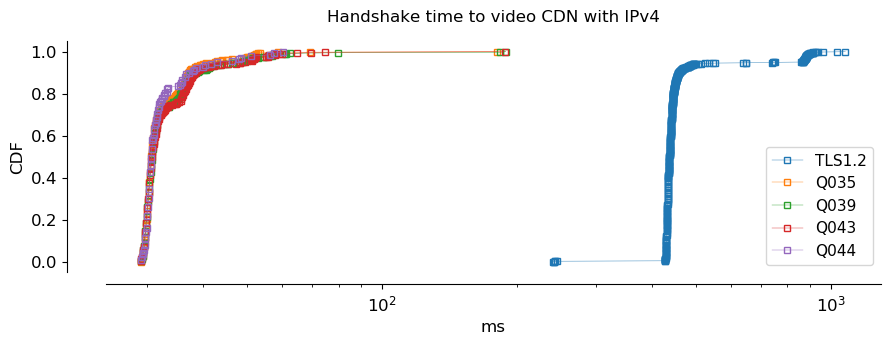 Handshake time to video CDN with IPv4
1.0
0.8
0.6
0.4
0.2
0.0
CDF
TLS1.2
Q035
Q039
Q043
Q044
10²
10³
ms